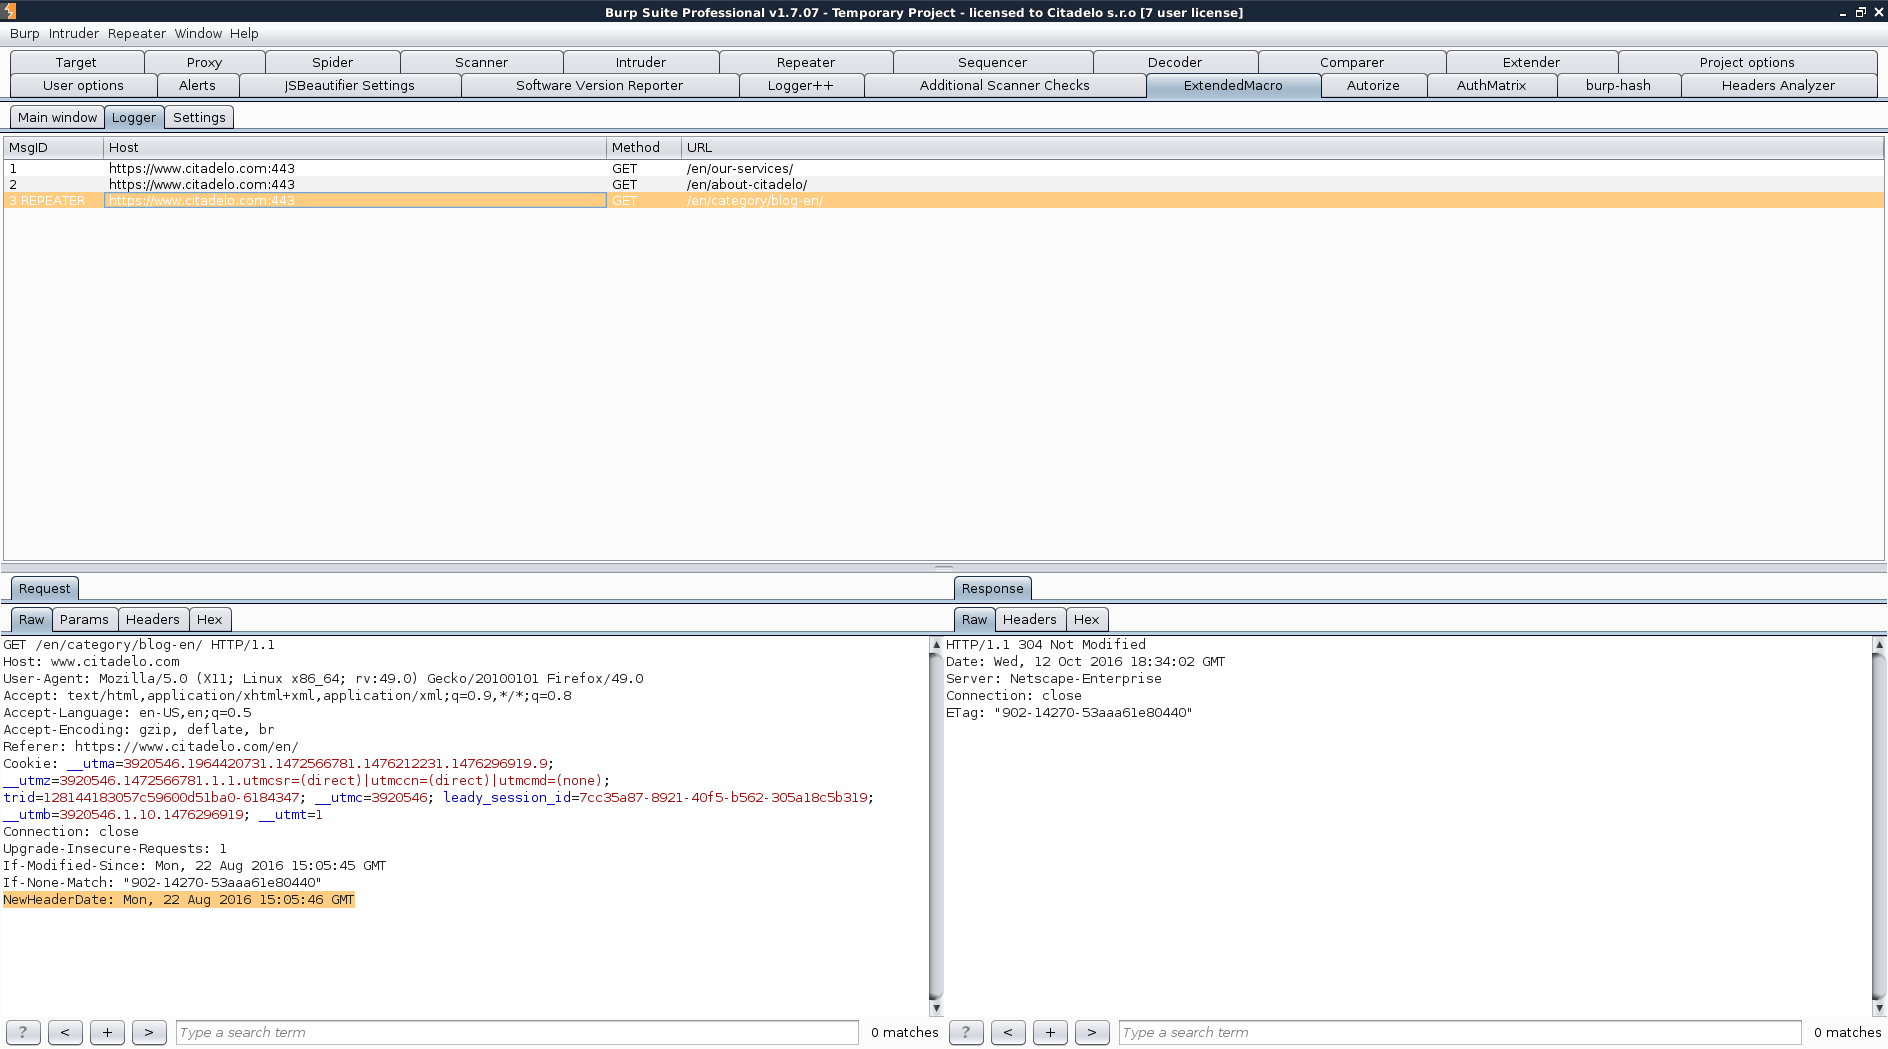 Burp Suite Professional v1.7.07 - Temporary Project - licensed to Citadelo s.r.o [7 user license]
Burp Intruder Repeater Window Help
Target Proxy Spider Scanner Intruder Repeater Sequencer Decoder Comparer Extender Project options
User options Alerts JSBeautifier Settings Software Version Reporter Logger++ Additional Scanner Checks ExtendedMacro Autorize AuthMatrix burp-hash Headers Analyzer
Main window Logger Settings
MsgID Host Method URL
1 https://www.citadelo.com:443 GET /en/our-services/
2 https://www.citadelo.com:443 GET /en/about-citadelo/
3 REPEATER https://www.citadelo.com:443 GET /en/category/blog-en/
Request
Raw Params Headers Hex
GET /en/category/blog-en/ HTTP/1.1
Host: www.citadelo.com
User-Agent: Mozilla/5.0 (X11; Linux x86_64; rv:49.0) Gecko/20100101 Firefox/49.0
Accept: text/html,application/xhtml+xml,application/xml;q=0.9,*/*;q=0.8
Accept-Language: en-US,en;q=0.5
Accept-Encoding: gzip, deflate, br
Referer: https://www.citadelo.com/en/
Cookie: __utma=3920546.1964420731.1472566781.1476212231.1476296919.9;
__utmz=3920546.1472566781.1.1.utmcsr=(direct)|utmccn=(direct)|utmcmd=(none);
trid=128144183057c59600d51ba0-6184347; __utmc=3920546; leady_session_id=7cc35a87-8921-40f5-b562-305a18c5b319;
__utmb=3920546.1.10.1476296919; __utmt=1
Connection: close
Upgrade-Insecure-Requests: 1
If-Modified-Since: Mon, 22 Aug 2016 15:05:45 GMT
If-None-Match: "902-14270-53aaa61e80440"
NewHeaderDate: Mon, 22 Aug 2016 15:05:46 GMT
? < + > Type a search term 0 matches
Response
Raw Headers Hex
HTTP/1.1 304 Not Modified
Date: Wed, 12 Oct 2016 18:34:02 GMT
Server: Netscape-Enterprise
Connection: close
ETag: "902-14270-53aaa61e80440"
? < + > Type a search term 0 matches